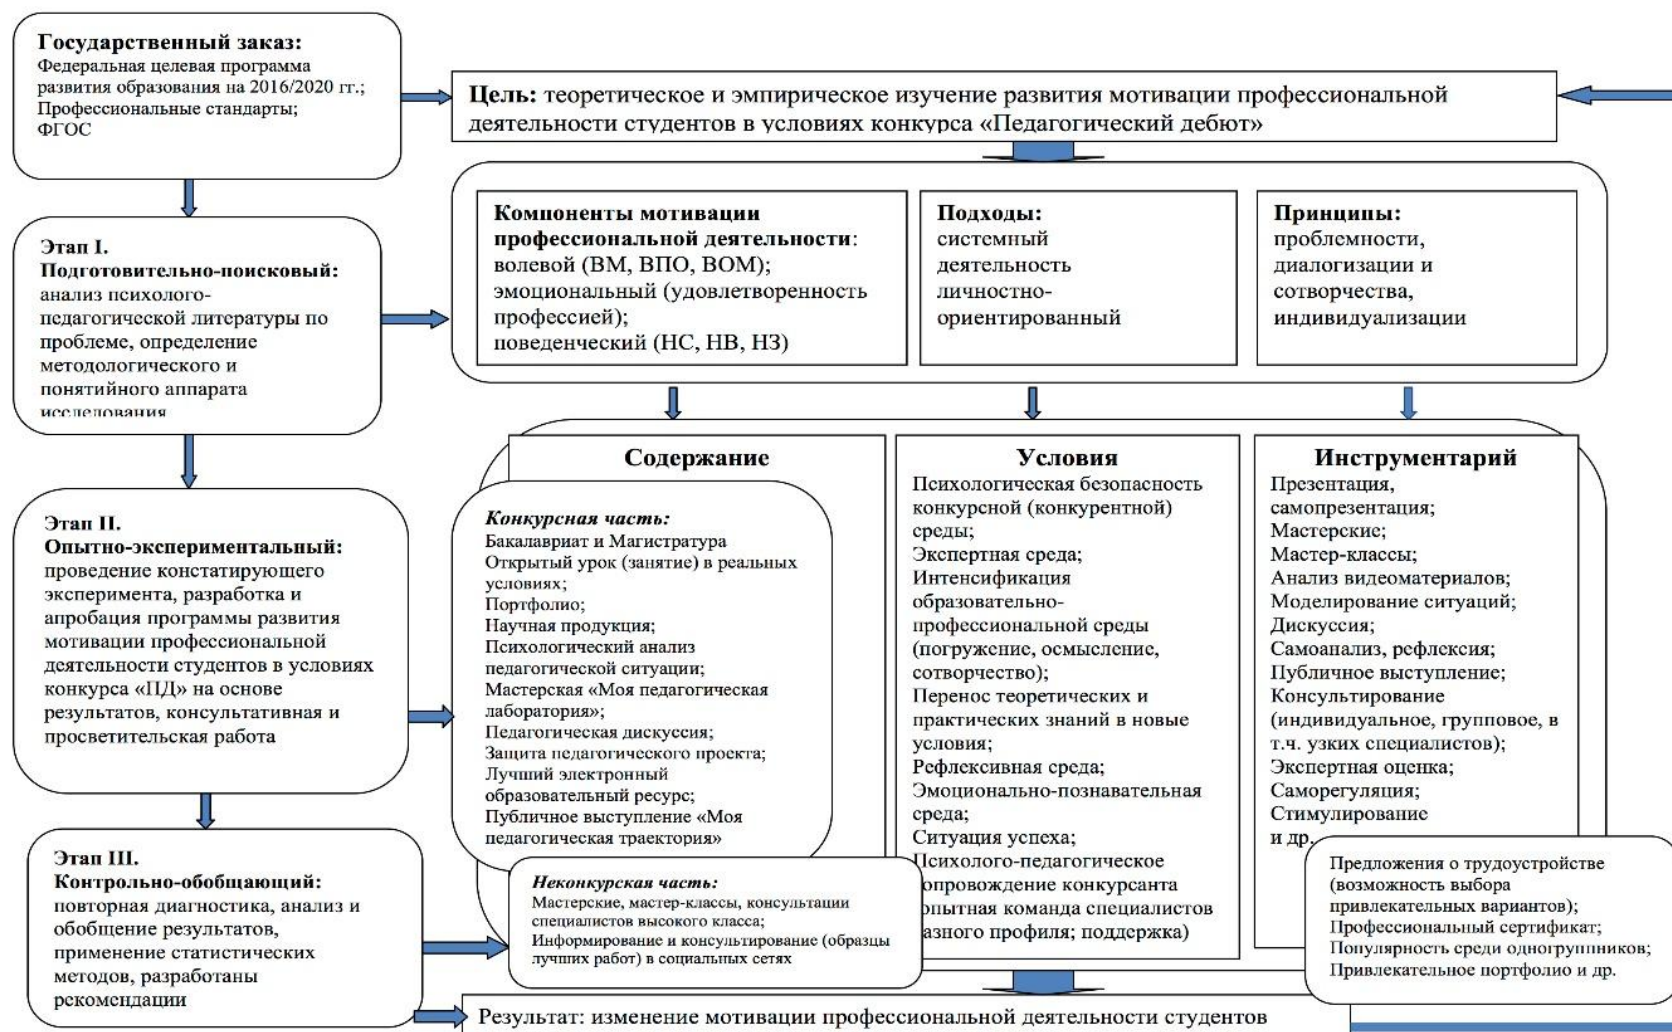 Государственный заказ:
Федеральная целевая программа
развития образования на 2016/2020 гг.;
Профессиональные стандарты;
ФГОС
Цель: теоретическое и эмпирическое изучение развития мотивации профессиональной
деятельности студентов в условиях конкурса «Педагогический дебют»
Этап I.
Подготовительно-поисковый:
анализ психолого-
педагогической литературы по
проблеме, определение
методологического и
понятийного аппарата
исследования
Компоненты мотивации
профессиональной деятельности:
волевой (ВМ, ВПО, ВОМ);
эмоциональный (удовлетворенность
профессией);
поведенческий (НС, НВ, НЗ)
Подходы:
системный
деятельность
личностно-
ориентированный
Принципы:
проблемности,
диалогизации и
сотворчества,
индивидуализации
Этап II.
Опытно-экспериментальный:
проведение констатирующего
эксперимента, разработка и
апробация программы развития
мотивации профессиональной
деятельности студентов в условиях
конкурса «ПД» на основе
результатов, консультативная и
просветительская работа
Содержание
Конкурсная часть:
Бакалавриат и Магистратура
Открытый урок (занятие) в реальных
условиях;
Портфолио;
Научная продукция;
Психологический анализ
педагогической ситуации;
Мастерская «Моя педагогическая
лаборатория»;
Педагогическая дискуссия;
Защита педагогического проекта;
Лучший электронный
образовательный ресурс;
Публичное выступление «Моя
педагогическая траектория»
Неконкурская часть:
Мастерские, мастер-классы, консультации
специалистов высокого класса;
Информирование и консультирование (образцы
лучших работ) в социальных сетях
Условия
Психологическая безопасность
конкурсной (конкурентной)
среды;
Экспертная среда;
Интенсификация
образовательно-
профессиональной среды
(погружение, осмысление,
сотворчество);
Перенос теоретических и
практических знаний в новые
условия;
Рефлексивная среда;
Эмоционально-познавательная
среда;
Ситуация успеха;
Психолого-педагогическое
опровождение конкурсанта
опытная команда специалистов
азного профиля; поддержка)
Инструментарий
Презентация,
самопрезентация;
Мастерские;
Мастер-классы;
Анализ видеоматериалов;
Моделирование ситуаций;
Дискуссия;
Самоанализ, рефлексия;
Публичное выступление;
Консультирование
(индивидуальное, групповое, в
т.ч. узких специалистов);
Экспертная оценка;
Саморегуляция;
Стимулирование
и др.
Предложения о трудоустройстве
(возможность выбора
привлекательных вариантов);
Профессиональный сертификат;
Популярность среди одногруппников;
Привлекательное портфолио и др.
Этап III.
Контрольно-обобщающий:
повторная диагностика, анализ и
обобщение результатов,
применение статистических
методов, разработаны
рекомендации
Результат: изменение мотивации профессиональной деятельности студентов